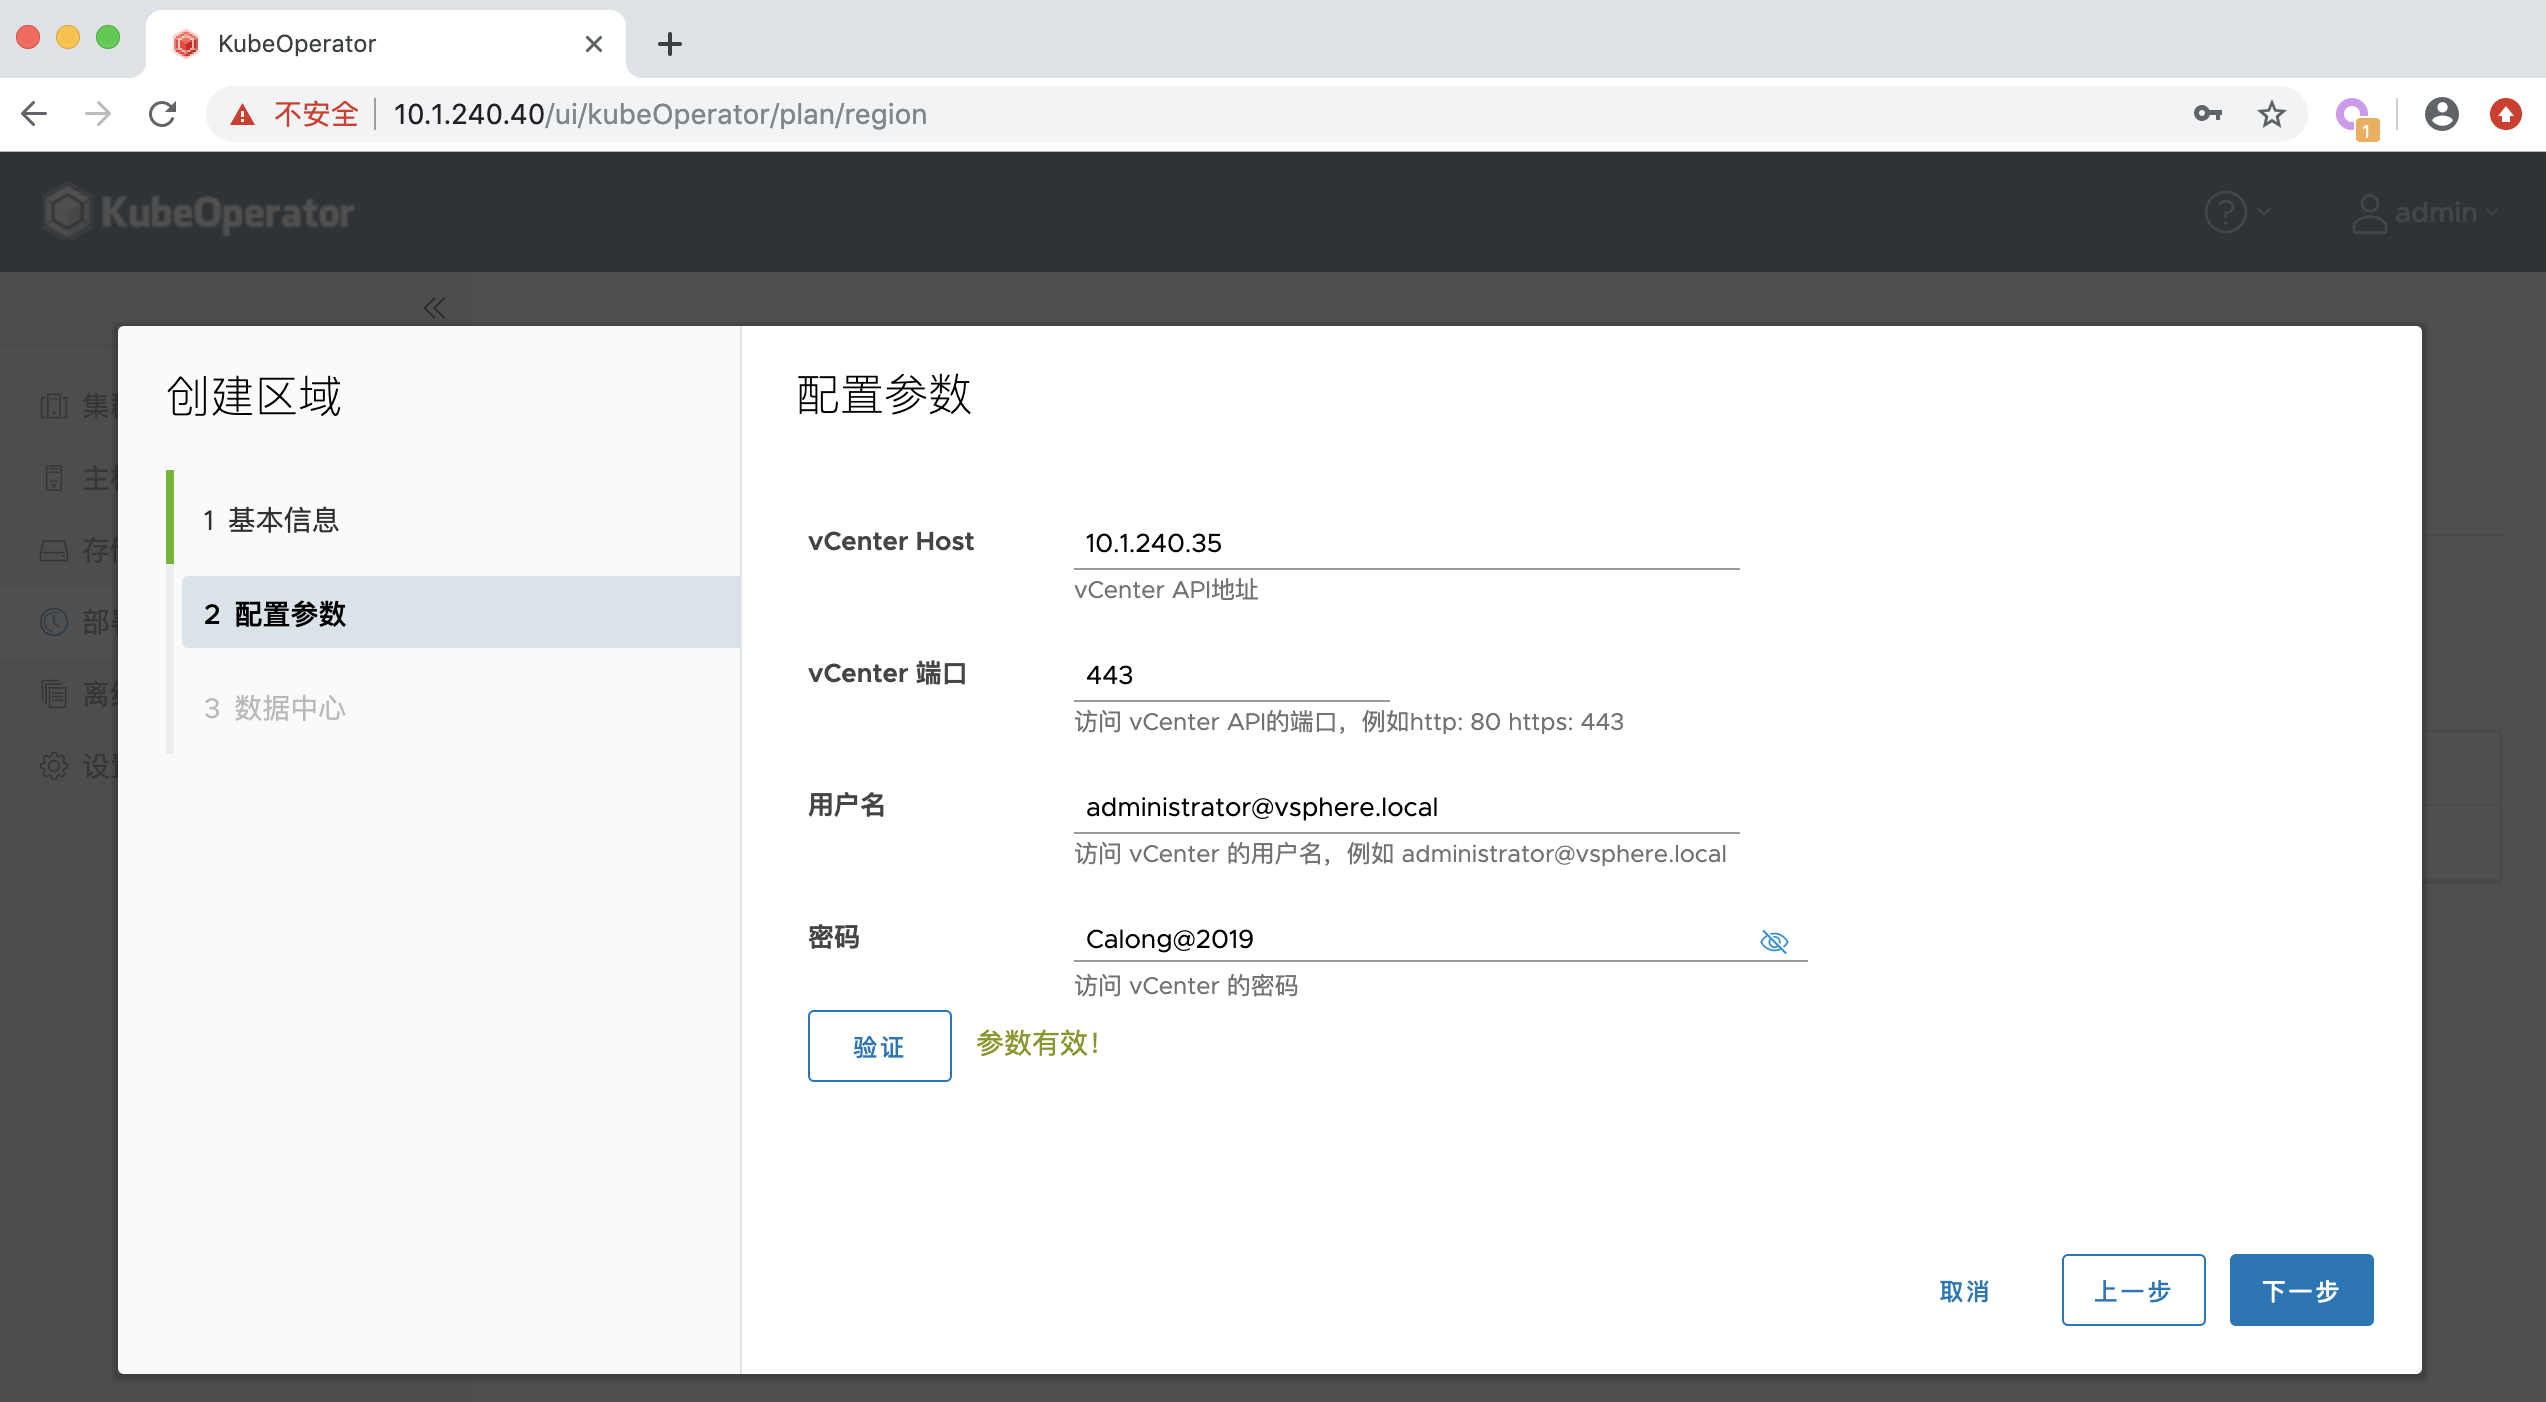 KubeOperator
不安全 10.1.240.40/ui/kubeOperator/plan/region
1
KubeOperator
admin
集
主
存
部
离
设
创建区域
1 基本信息
2 配置参数
3 数据中心
配置参数
vCenter Host 10.1.240.35
vCenter API地址
vCenter 端口 443
访问 vCenter API的端口，例如http: 80 https: 443
用户名 administrator@vsphere.local
访问 vCenter 的用户名，例如 administrator@vsphere.local
密码 Calong@2019
访问 vCenter 的密码
验证 参数有效！
取消 上一步 下一步